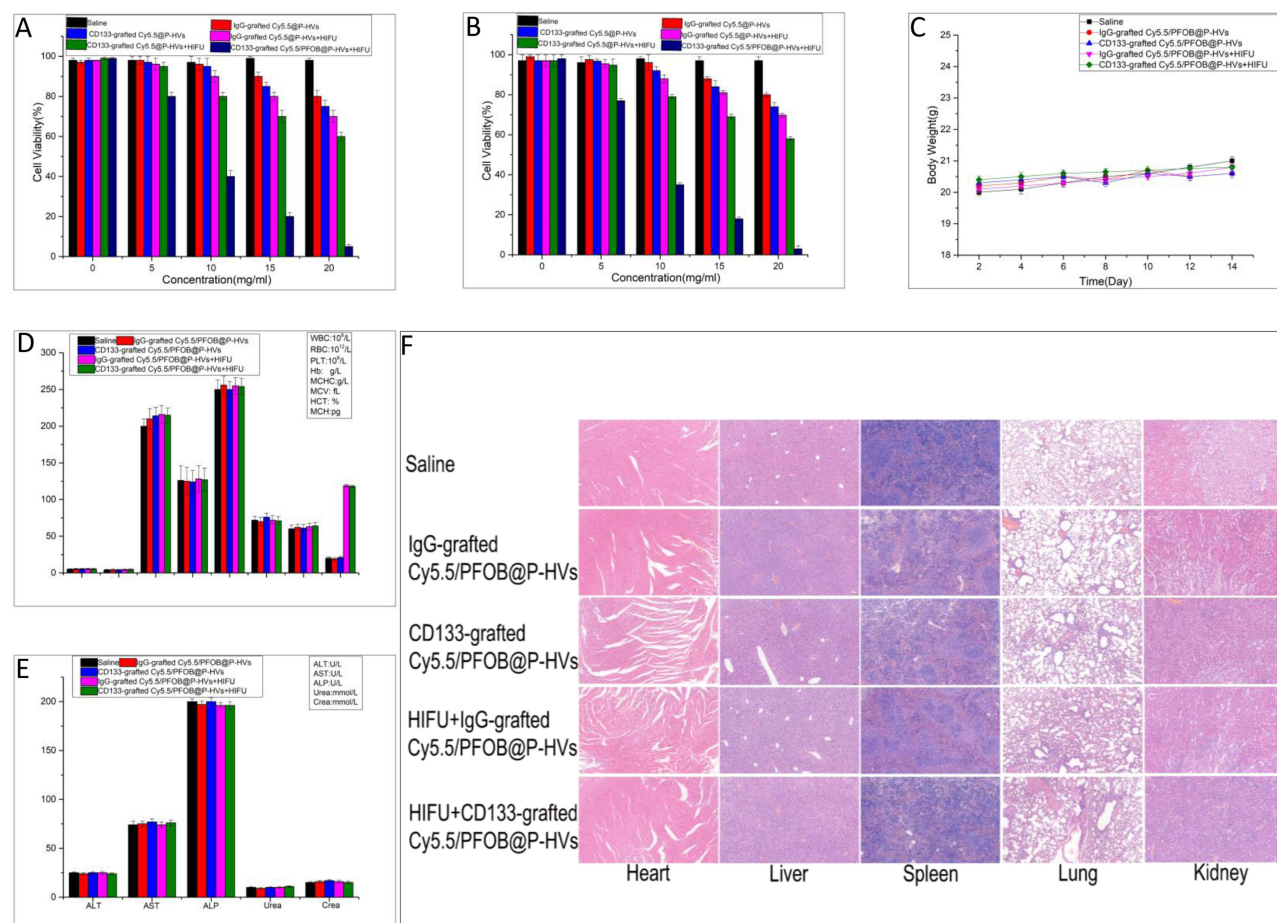 A
Saline
IgG-grafted Cy5.5@P-HVs
CD133-grafted Cy5.5@P-HVs
IgG-grafted Cy5.5@P-HVs+HIFU
CD133-grafted Cy5.5@P-HVs+HIFU
CD133-grafted Cy5.5/PFOB@P-HVs+HIFU
Cell Viability(%)
100
80
60
40
20
0
0 5 10 15 20
Concentration(mg/ml)
B
Saline
IgG-grafted Cy5.5@P-HVs
CD133-grafted Cy5.5@P-HVs
IgG-grafted Cy5.5@P-HVs+HIFU
CD133-grafted Cy5.5@P-HVs+HIFU
CD133-grafted Cy5.5/PFOB@P-HVs+HIFU
Cell Viability(%)
100
80
60
40
20
0
0 5 10 15 20
Concentration(mg/ml)
C
Saline
IgG-grafted Cy5.5/PFOB@P-HVs
CD133-grafted Cy5.5/PFOB@P-HVs
IgG-grafted Cy5.5/PFOB@P-HVs+HIFU
CD133-grafted Cy5.5/PFOB@P-HVs+HIFU
Body Weight(g)
25
24
23
22
21
20
19
18
2 4 6 8 10 12 14
Time(Day)
D
Saline IgG-grafted Cy5.5/PFOB@P-HVs
CD133-grafted Cy5.5/PFOB@P-HVs
IgG-grafted Cy5.5/PFOB@P-HVs+HIFU
CD133-grafted Cy5.5/PFOB@P-HVs+HIFU
WBC:10⁹/L
RBC:10¹²/L
PLT:10⁹/L
Hb: g/L
MCHC:g/L
MCV: fL
HCT: %
MCH:pg
300
250
200
150
100
50
0
E
Saline IgG-grafted Cy5.5/PFOB@P-HVs
CD133-grafted Cy5.5/PFOB@P-HVs
IgG-grafted Cy5.5/PFOB@P-HVs+HIFU
CD133-grafted Cy5.5/PFOB@P-HVs+HIFU
ALT:U/L
AST:U/L
ALP:U/L
Urea:mmol/L
Crea:mmol/L
200
150
100
50
0
ALT AST ALP Urea Crea
F
Saline
IgG-grafted
Cy5.5/PFOB@P-HVs
CD133-grafted
Cy5.5/PFOB@P-HVs
HIFU+IgG-grafted
Cy5.5/PFOB@P-HVs
HIFU+CD133-grafted
Cy5.5/PFOB@P-HVs
Heart Liver Spleen Lung Kidney